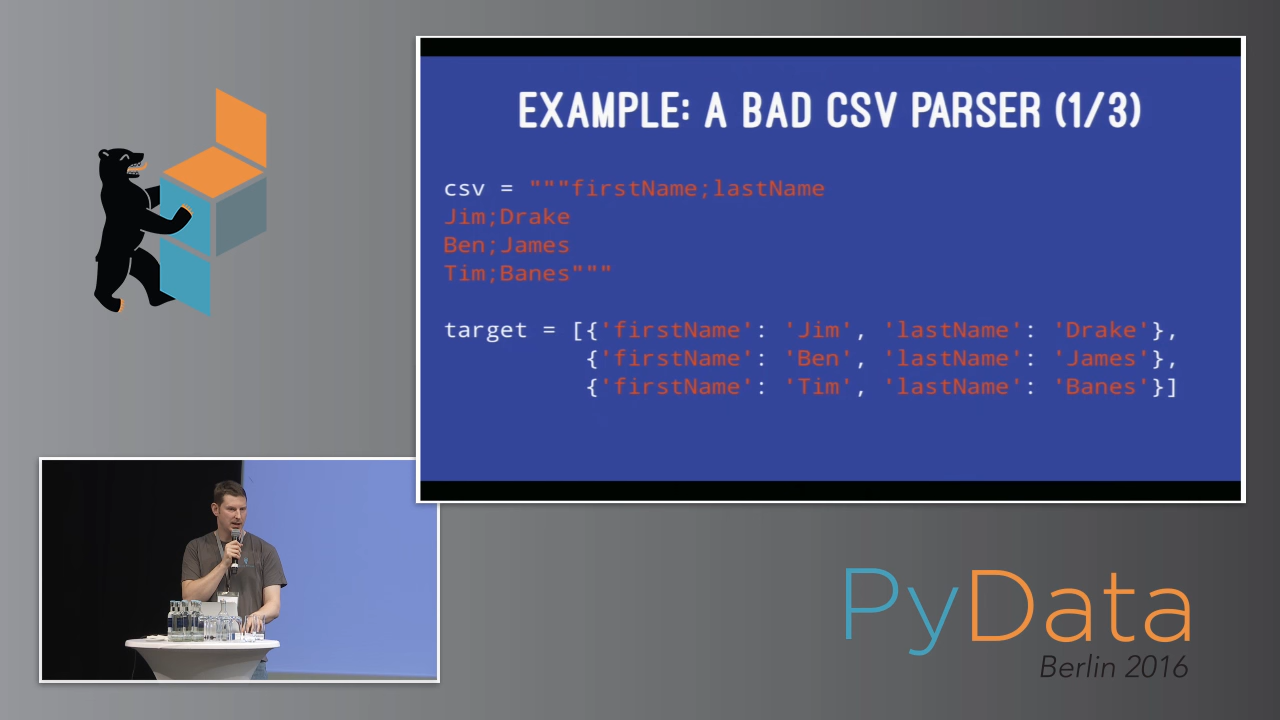 EXAMPLE: A BAD CSV PARSER (1/3)
csv = """firstName;lastName
Jim;Drake
Ben;James
Tim;Banes"""
target = [{'firstName': 'Jim', 'lastName': 'Drake'},
{'firstName': 'Ben', 'lastName': 'James'},
{'firstName': 'Tim', 'lastName': 'Banes'}]
PyData
Berlin 2016